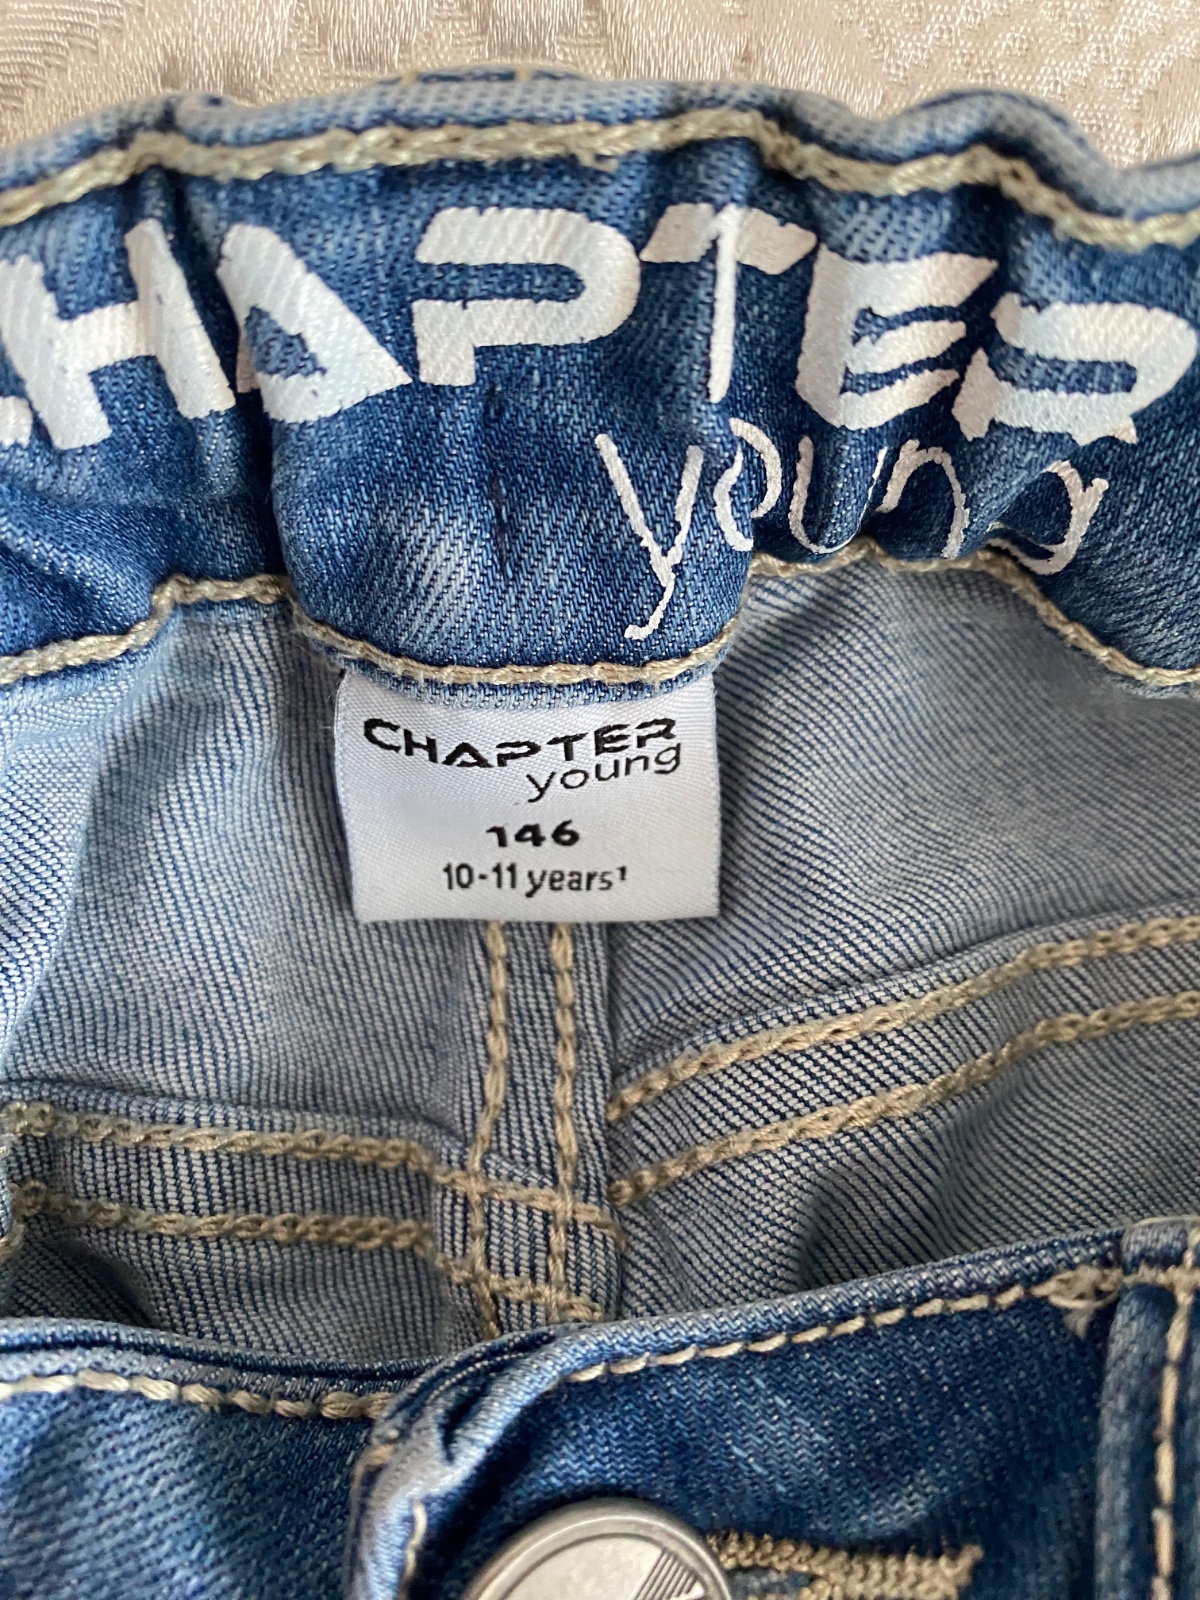 CHAPTER
young
CHAPTER
young
146
10-11 years¹